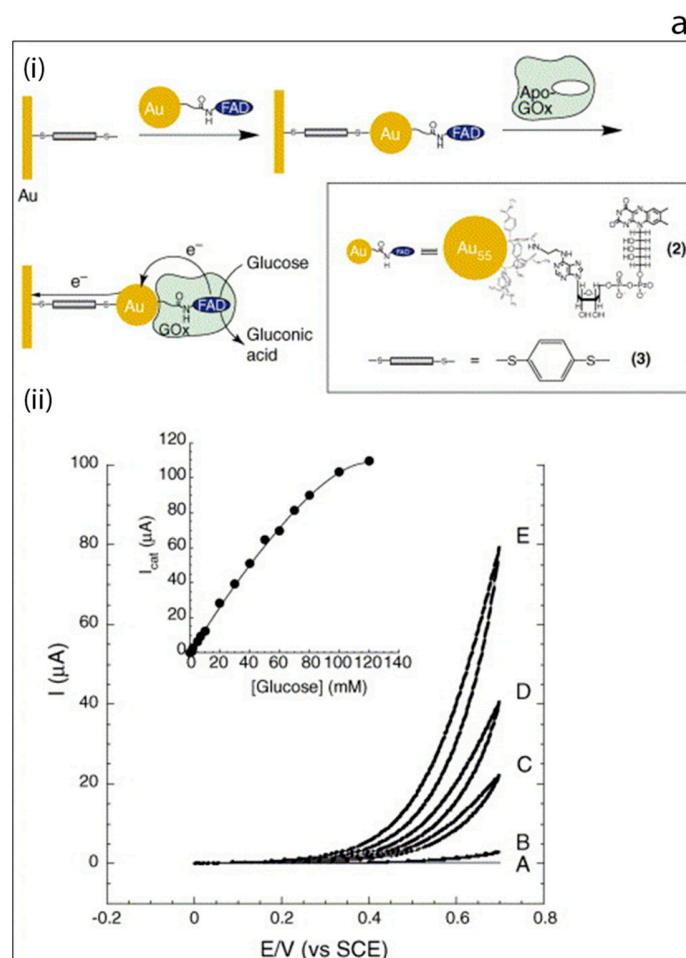 a
(i)
Au
O
N
H
FAD
Apo-
GOx
S
S
Au
S
S
Au
O
N
H
FAD
e⁻
e⁻
Glucose
S
S
Au
O
N
H
FAD
GOx
Gluconic
acid
Au
O
N
H
FAD
Au₅₅
(2)
S
S
=
S
S
(3)
(ii)
120
100
80
60
40
20
0
I_cat (µA)
0 20 40 60 80 100 120 140
[Glucose] (mM)
100
80
60
40
20
0
I (µA)
E
D
C
B
A
-0.2 0 0.2 0.4 0.6 0.8
E/V (vs SCE)